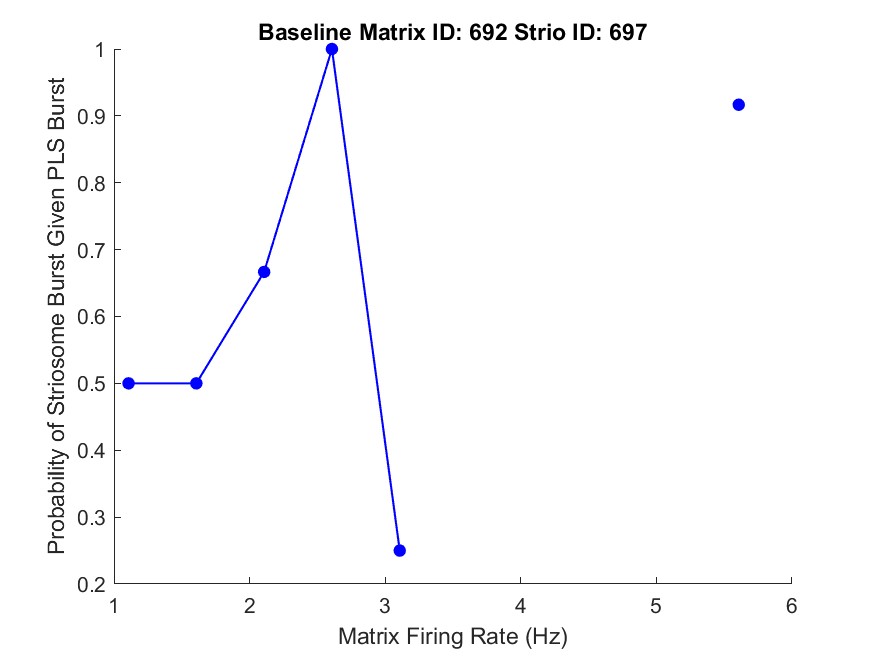 Baseline Matrix ID: 692 Strio ID: 697
Probability of Striosome Burst Given PLS Burst
1
0.9
0.8
0.7
0.6
0.5
0.4
0.3
0.2
1 2 3 4 5 6
Matrix Firing Rate (Hz)